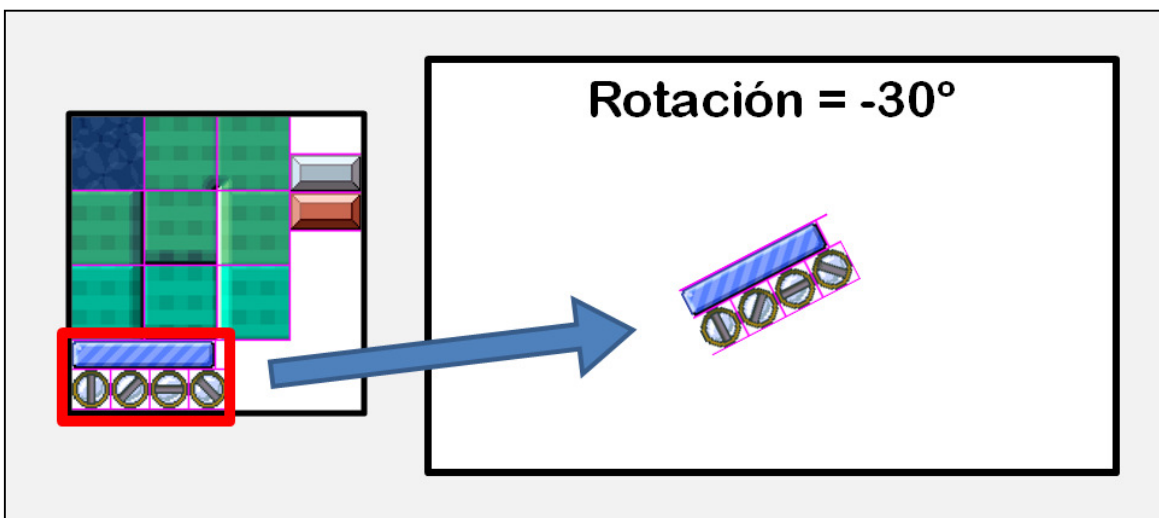 Rotación = -30º